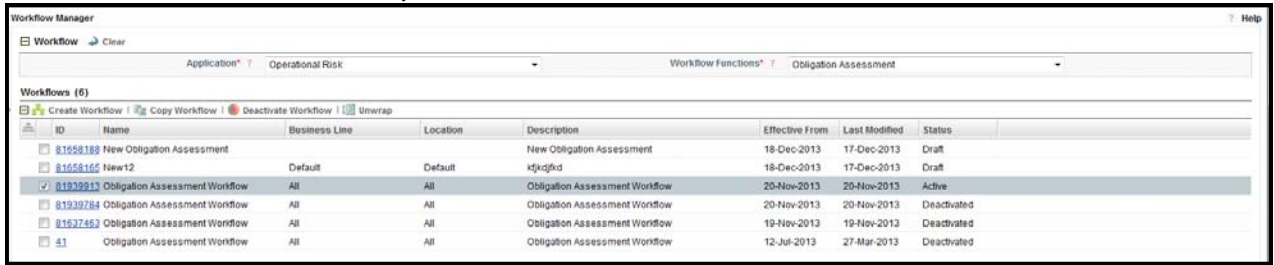 Workflow Manager ? Help
Workflow Clear
Application* ? Operational Risk Workflow Functions* ? Obligation Assessment
Workflows (6)
Create Workflow | Copy Workflow | Deactivate Workflow | Unwrap
ID Name Business Line Location Description Effective From Last Modified Status
81658188 New Obligation Assessment New Obligation Assessment 18-Dec-2013 17-Dec-2013 Draft
81658165 New12 Default Default kfjkdjfkd 18-Dec-2013 17-Dec-2013 Draft
81939913 Obligation Assessment Workflow All All Obligation Assessment Workflow 20-Nov-2013 20-Nov-2013 Active
81939784 Obligation Assessment Workflow All All Obligation Assessment Workflow 20-Nov-2013 20-Nov-2013 Deactivated
81637463 Obligation Assessment Workflow All All Obligation Assessment Workflow 19-Nov-2013 19-Nov-2013 Deactivated
41 Obligation Assessment Workflow All All Obligation Assessment Workflow 12-Jul-2013 27-Mar-2013 Deactivated